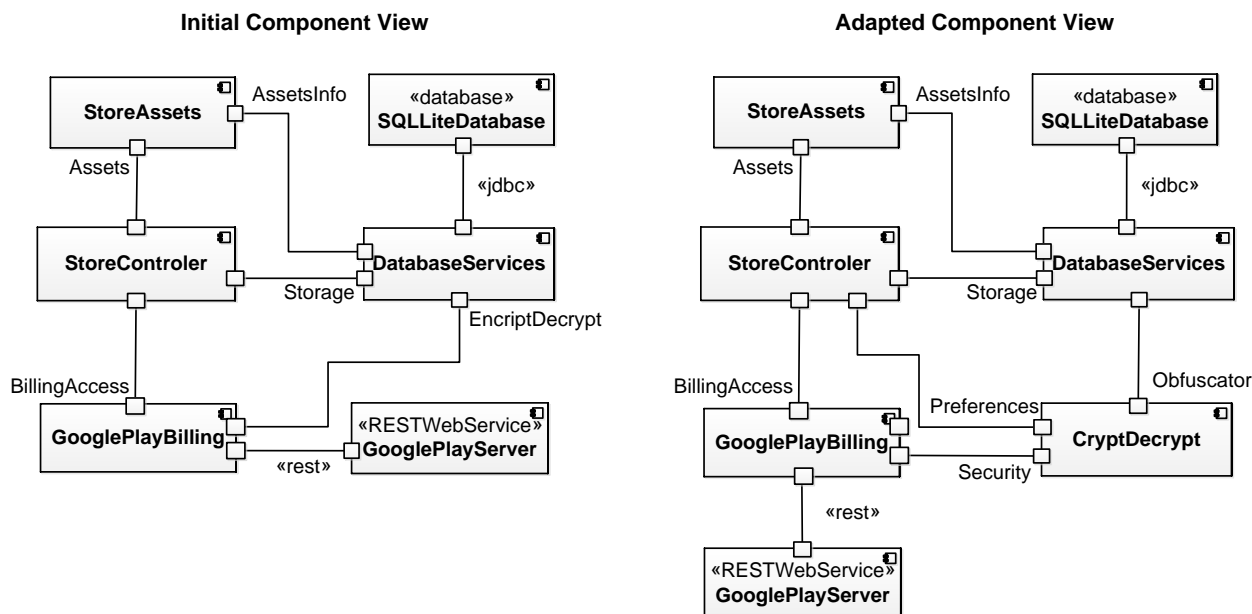 Initial Component View
StoreAssets
AssetsInfo
«database»
SQLLiteDatabase
Assets
«jdbc»
StoreControler
DatabaseServices
Storage
EncriptDecrypt
BillingAccess
GooglePlayBilling
«RESTWebService»
GooglePlayServer
«rest»
Adapted Component View
StoreAssets
AssetsInfo
«database»
SQLLiteDatabase
Assets
«jdbc»
StoreControler
DatabaseServices
Storage
BillingAccess
Obfuscator
Preferences
GooglePlayBilling
CryptDecrypt
Security
«rest»
«RESTWebService»
GooglePlayServer